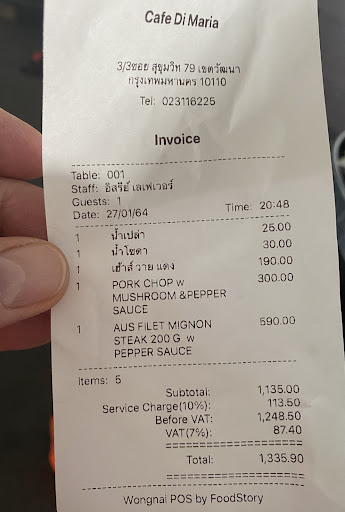 Cafe Di Maria
3/3ซอย สุขุมวิท 79 เขตวัฒนา
กรุงเทพมหานคร 10110
Tel: 023116225
Invoice
Table: 001
Staff: อิสรีย์ เลเฟเวอร์
Guests: 1
Date: 27/01/64 Time: 20:48
1 น้ำเปล่า 25.00
1 น้ำโซดา 30.00
1 เฮ้าส์ วาย แดง 190.00
1 PORK CHOP w 300.00
MUSHROOM &PEPPER
SAUCE
1 AUS FILET MIGNON 590.00
STEAK 200 G w
PEPPER SAUCE
Items: 5
Subtotal: 1,135.00
Service Charge(10%): 113.50
Before VAT: 1,248.50
VAT(7%): 87.40
Total: 1,335.90
Wongnai POS by FoodStory